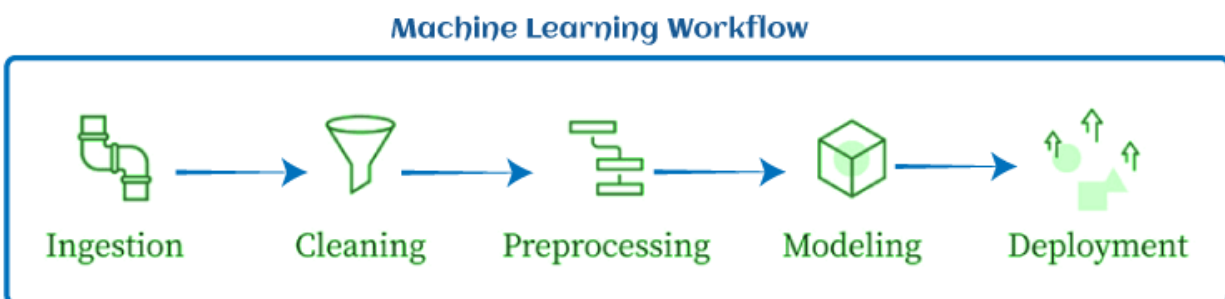 Machine Learning Workflow
Ingestion Cleaning Preprocessing Modeling Deployment